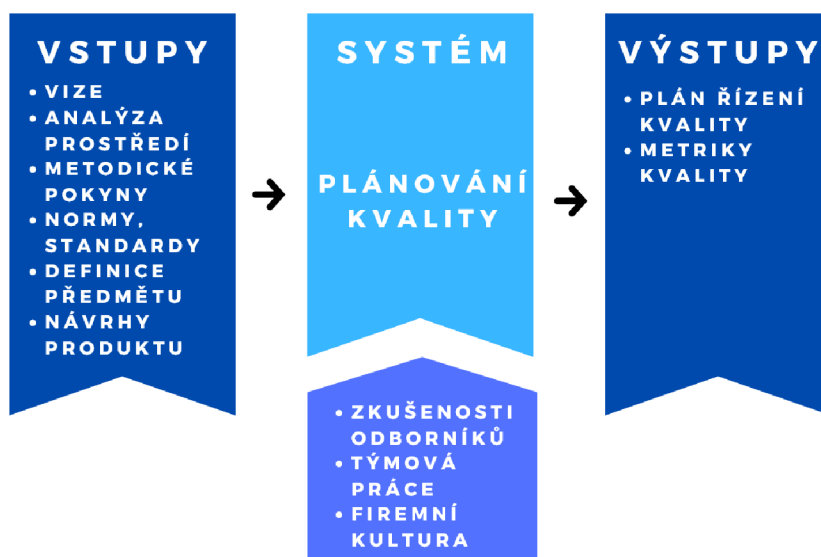 VSTUPY
• VIZE
• ANALÝZA
PROSTŘEDÍ
• METODICKÉ
POKYNY
• NORMY,
STANDARDY
• DEFINICE
PŘEDMĚTU
• NÁVRHY
PRODUKTU
SYSTÉM
PLÁNOVÁNÍ
KVALITY
• ZKUŠENOSTI
ODBORNÍKŮ
• TÝMOVÁ
PRÁCE
• FIREMNÍ
KULTURA
VÝSTUPY
• PLÁN ŘÍZENÍ
KVALITY
• METRIKY
KVALITY